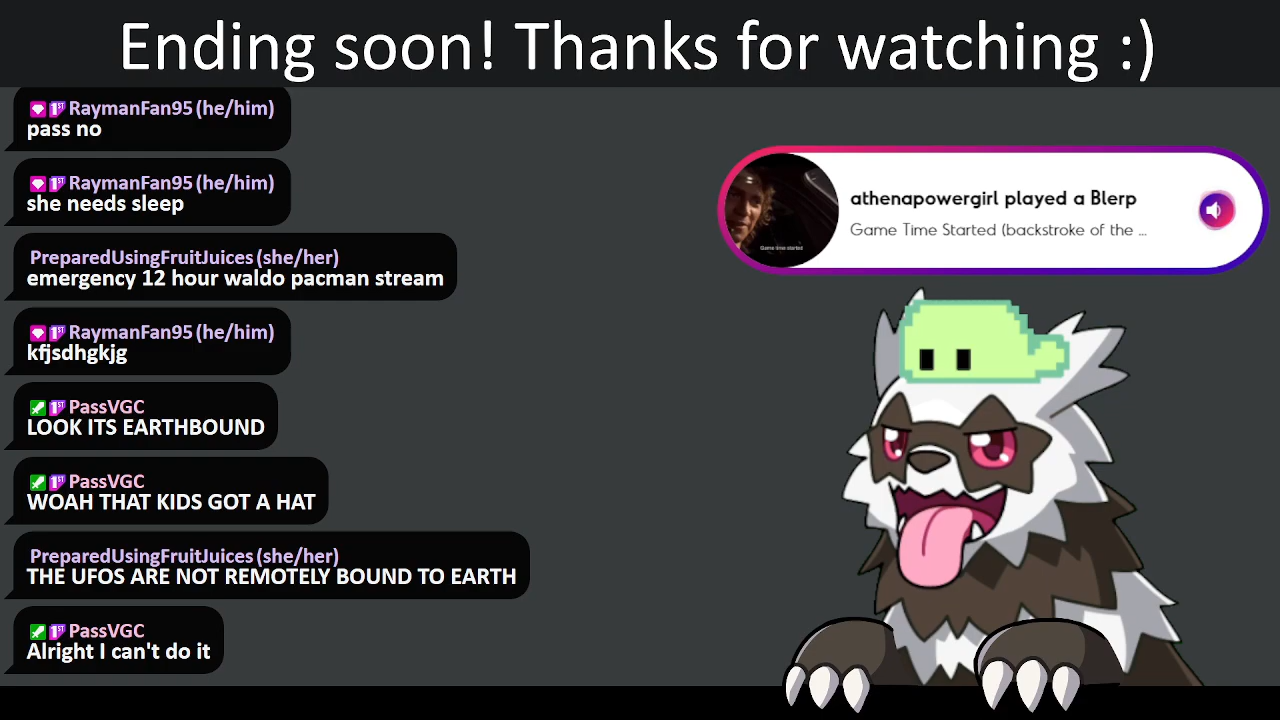 Ending soon! Thanks for watching :)
RaymanFan95 (he/him)
pass no
RaymanFan95 (he/him)
she needs sleep
PreparedUsingFruitJuices (she/her)
emergency 12 hour waldo pacman stream
RaymanFan95 (he/him)
kfjsdhgkjg
PassVGC
LOOK ITS EARTHBOUND
PassVGC
WOAH THAT KIDS GOT A HAT
PreparedUsingFruitJuices (she/her)
THE UFOS ARE NOT REMOTELY BOUND TO EARTH
PassVGC
Alright I can't do it
athenapowergirl played a Blerp
Game Time Started (backstroke of the ...
Game time started